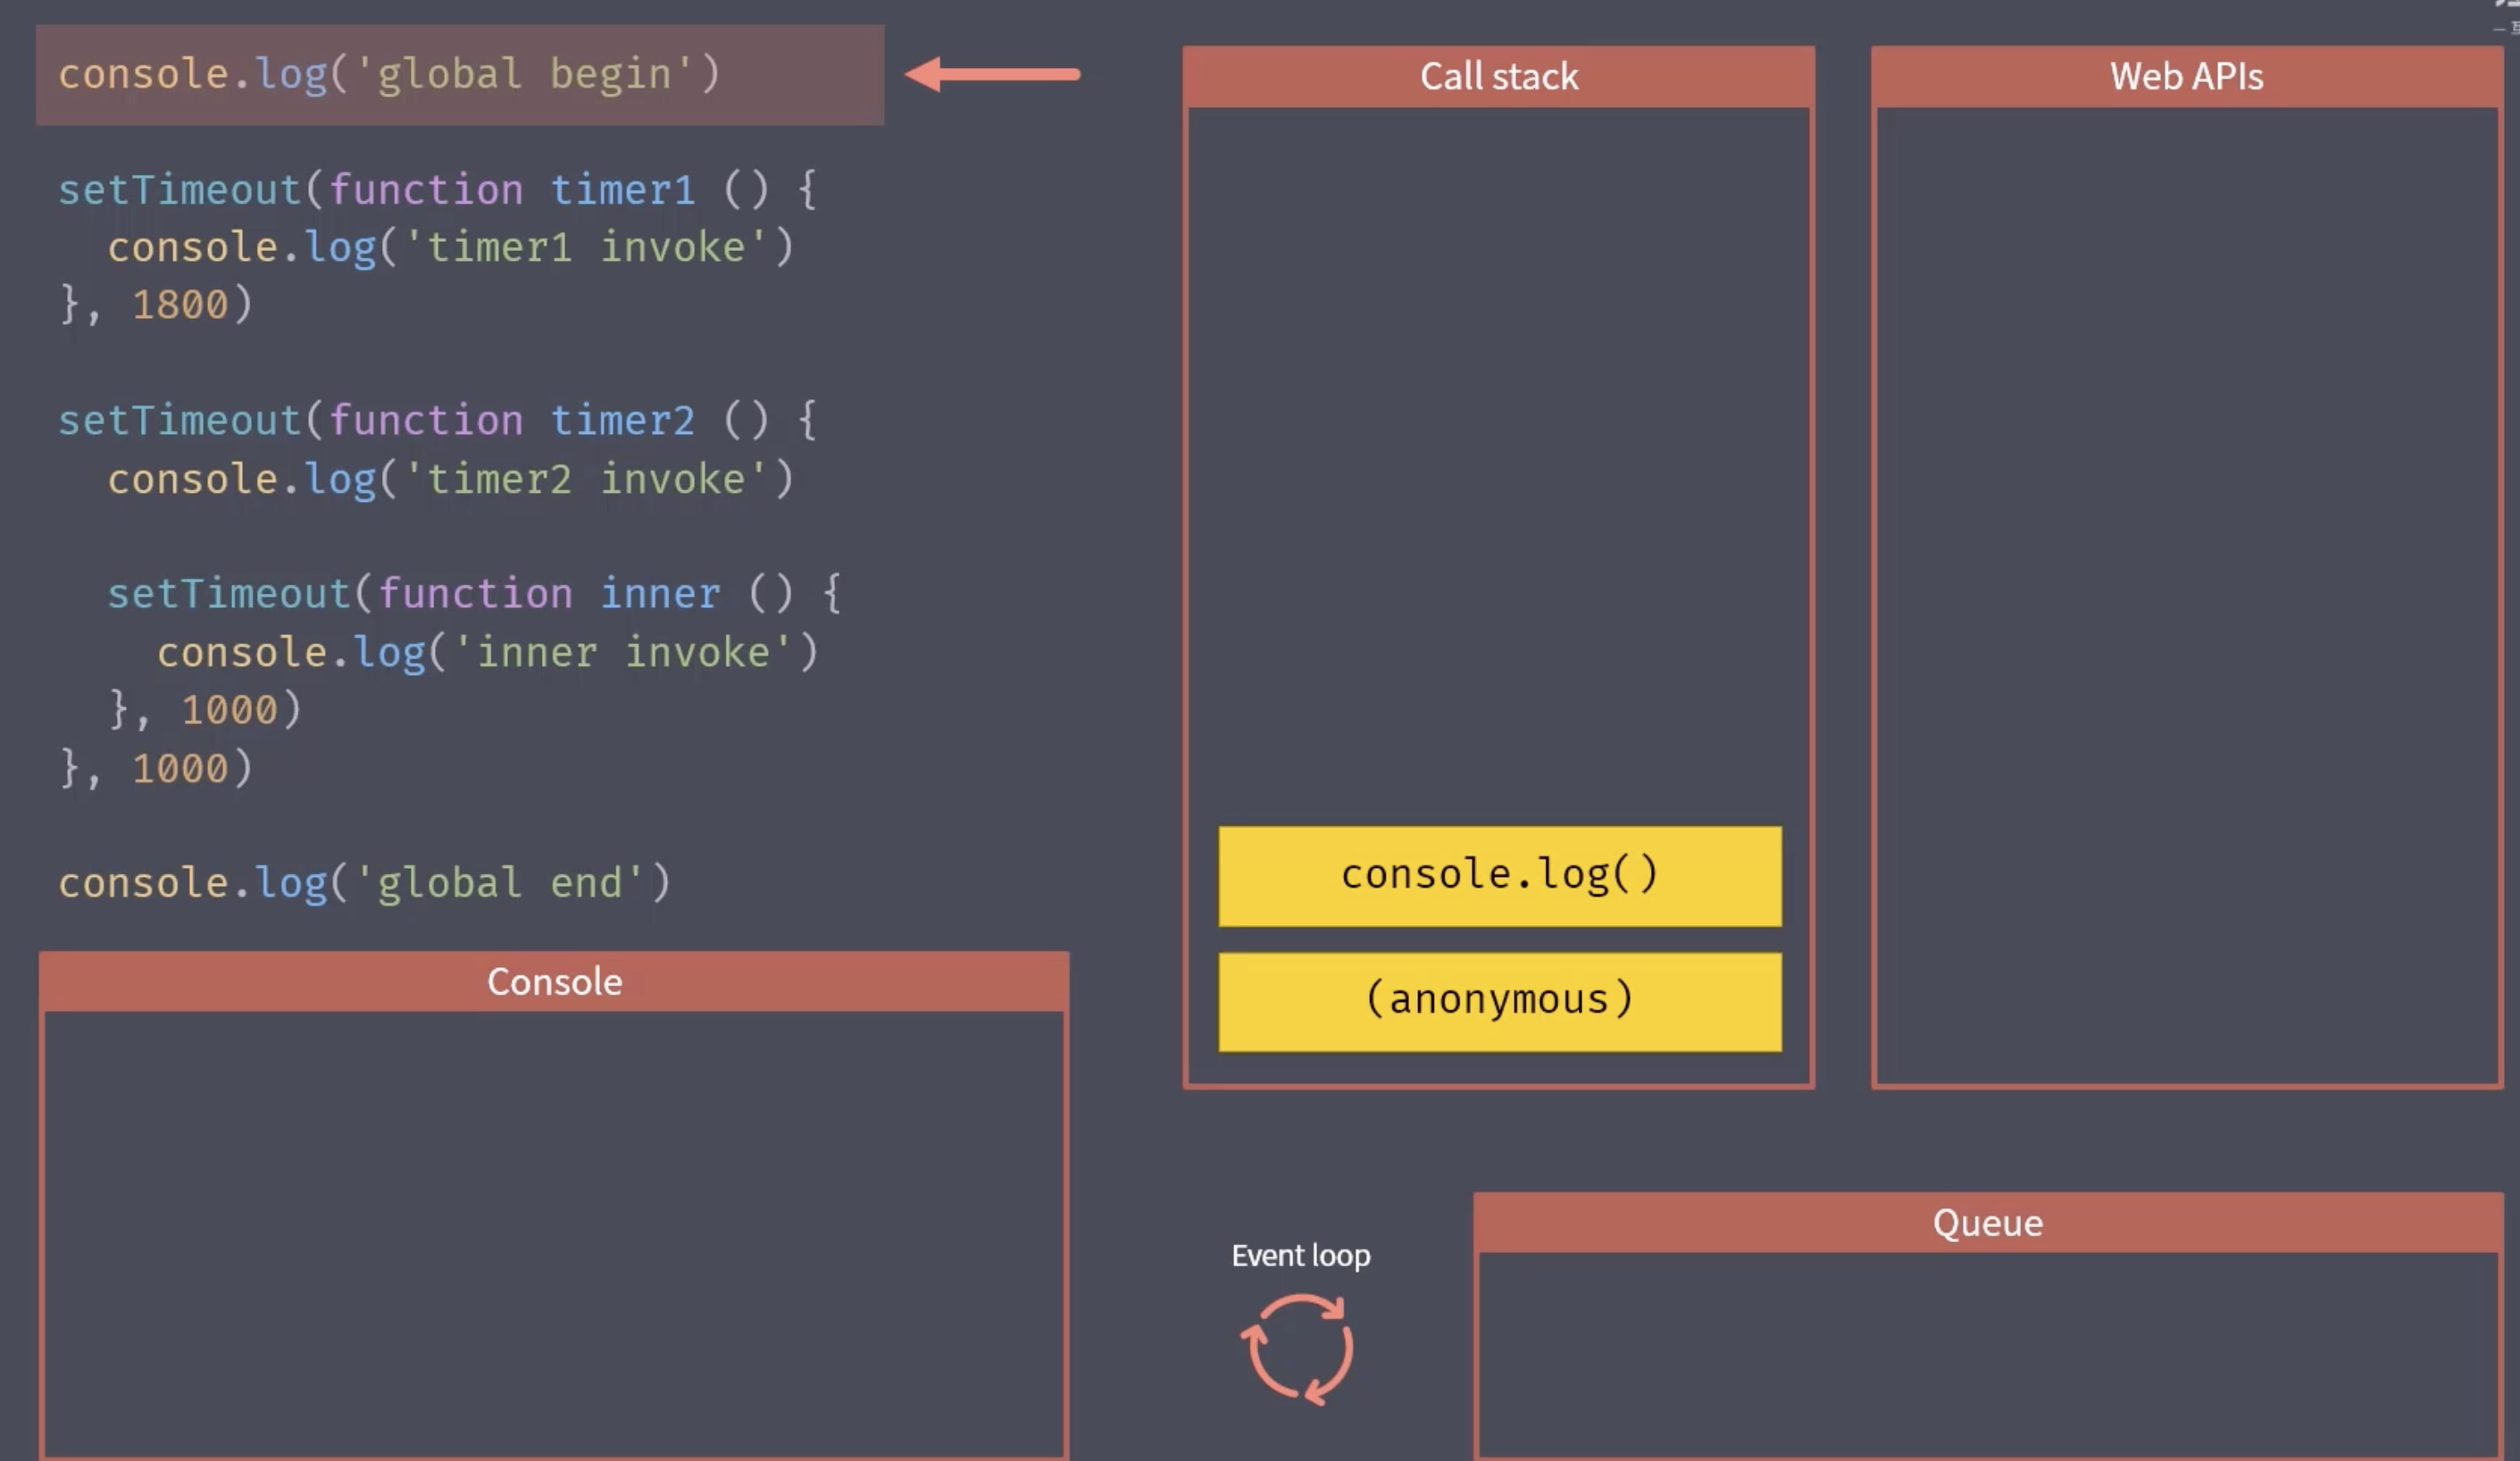 console.log('global begin')
setTimeout(function timer1 () {
  console.log('timer1 invoke')
}, 1800)
setTimeout(function timer2 () {
  console.log('timer2 invoke')
  setTimeout(function inner () {
    console.log('inner invoke')
  }, 1000)
}, 1000)
console.log('global end')
Console
Call stack
console.log()
(anonymous)
Web APIs
Event loop
Queue